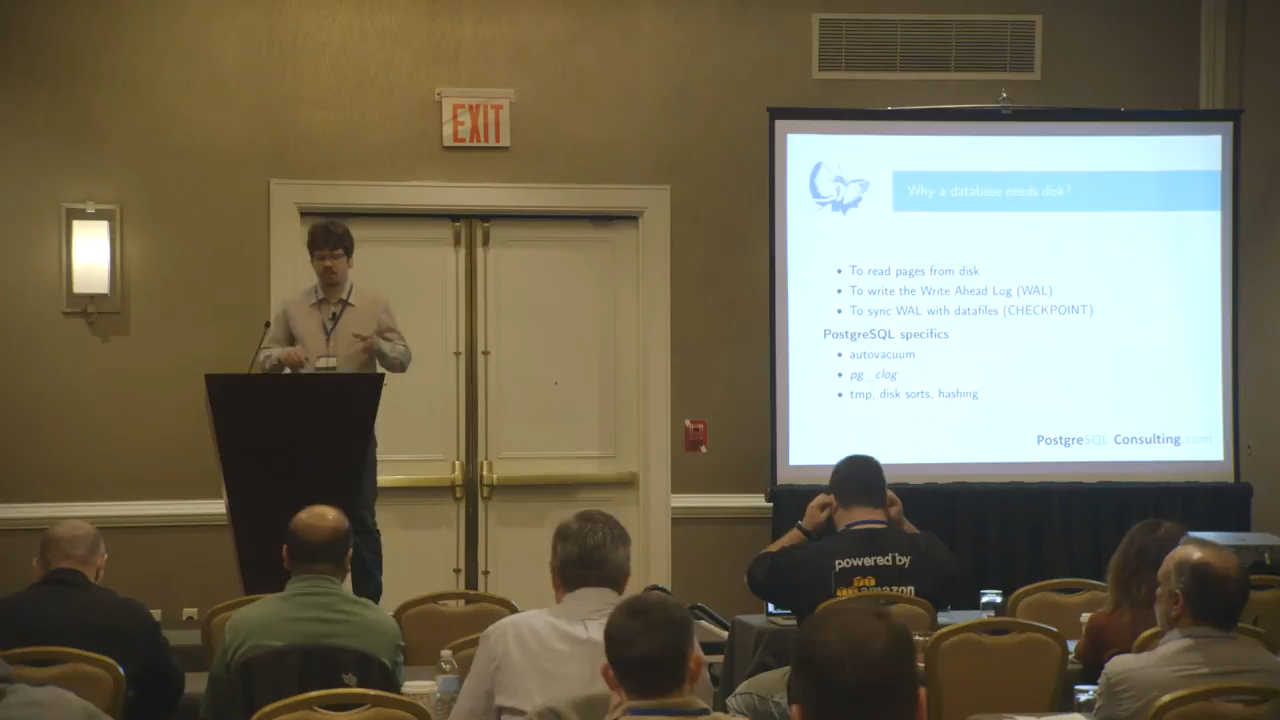 EXIT
Why a database needs disk?
• To read pages from disk
• To write the Write Ahead Log (WAL)
• To sync WAL with datafiles (CHECKPOINT)
PostgreSQL specifics
• autovacuum
• pg_clog
• tmp, disk sorts, hashing
PostgreSQL Consulting.com
powered by
amazon